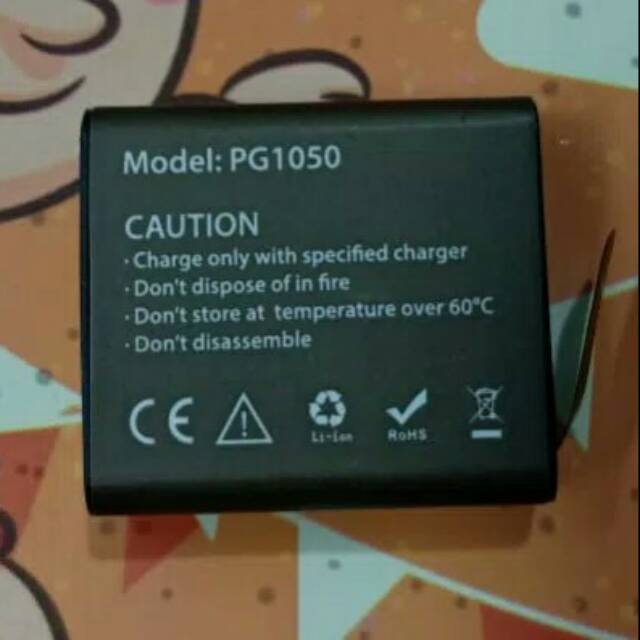 Model: PG1050
CAUTION
· Charge only with specified charger
· Don't dispose of in fire
· Don't store at temperature over 60°C
· Don't disassemble
CE
!
Li-ion
RoHS